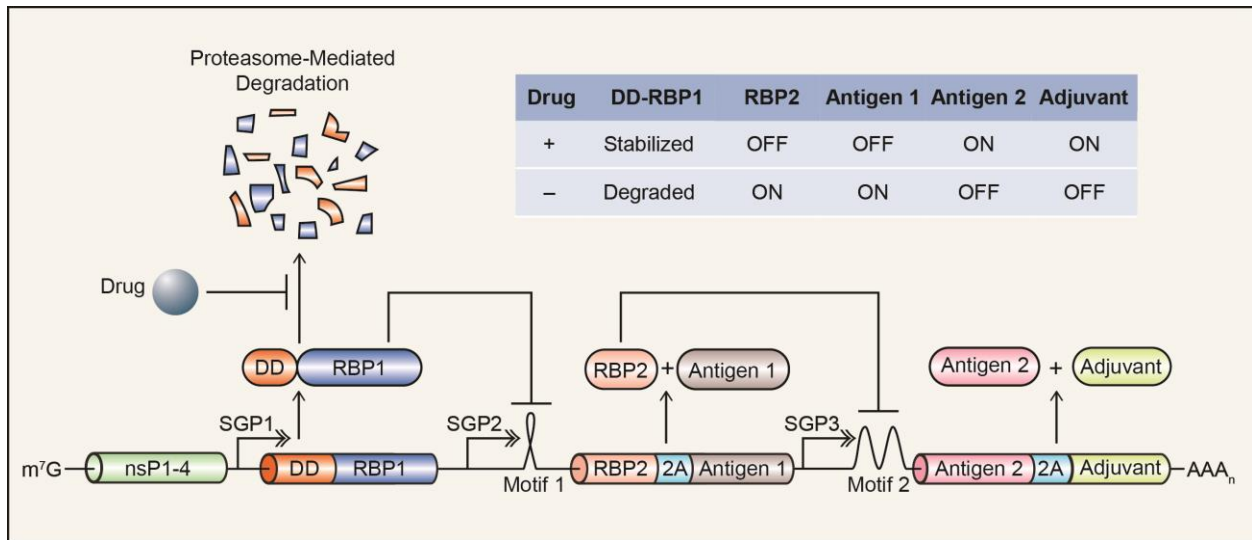 Proteasome-Mediated
Degradation
Drug DD-RBP1 RBP2 Antigen 1 Antigen 2 Adjuvant
+ Stabilized OFF OFF ON ON
– Degraded ON ON OFF OFF
Drug
DD RBP1
RBP2 + Antigen 1
Antigen 2 + Adjuvant
SGP1 SGP2 SGP3
m⁷G nsP1-4 DD RBP1 Motif 1 RBP2 2A Antigen 1 Motif 2 Antigen 2 2A Adjuvant AAAₙ